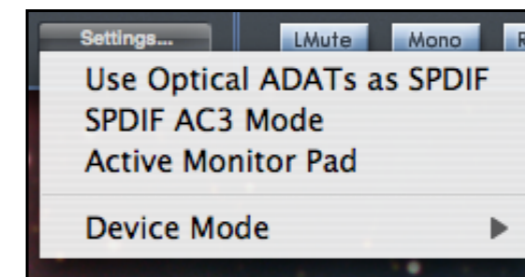 Settings... LMute Mono R
Use Optical ADATs as SPDIF
SPDIF AC3 Mode
Active Monitor Pad
Device Mode